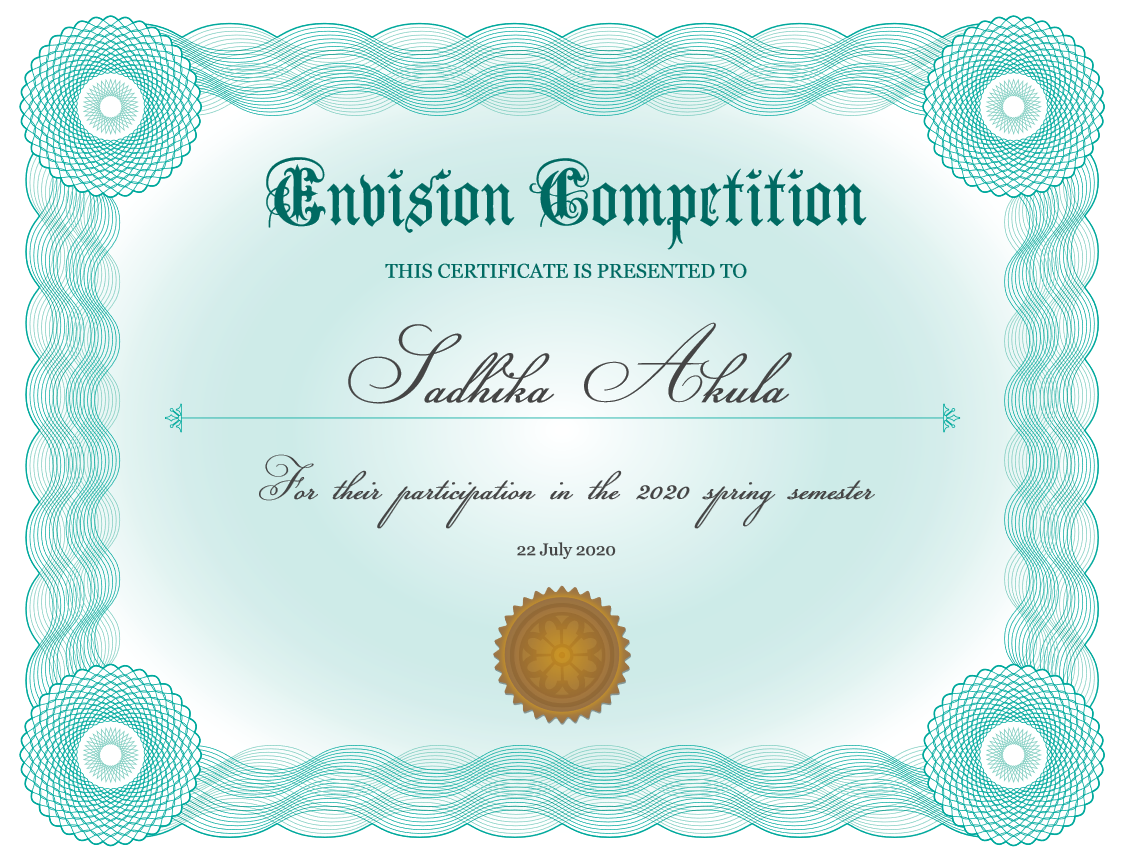 Envision Competition
THIS CERTIFICATE IS PRESENTED TO
Sadhika Akula
For their participation in the 2020 spring semester
22 July 2020